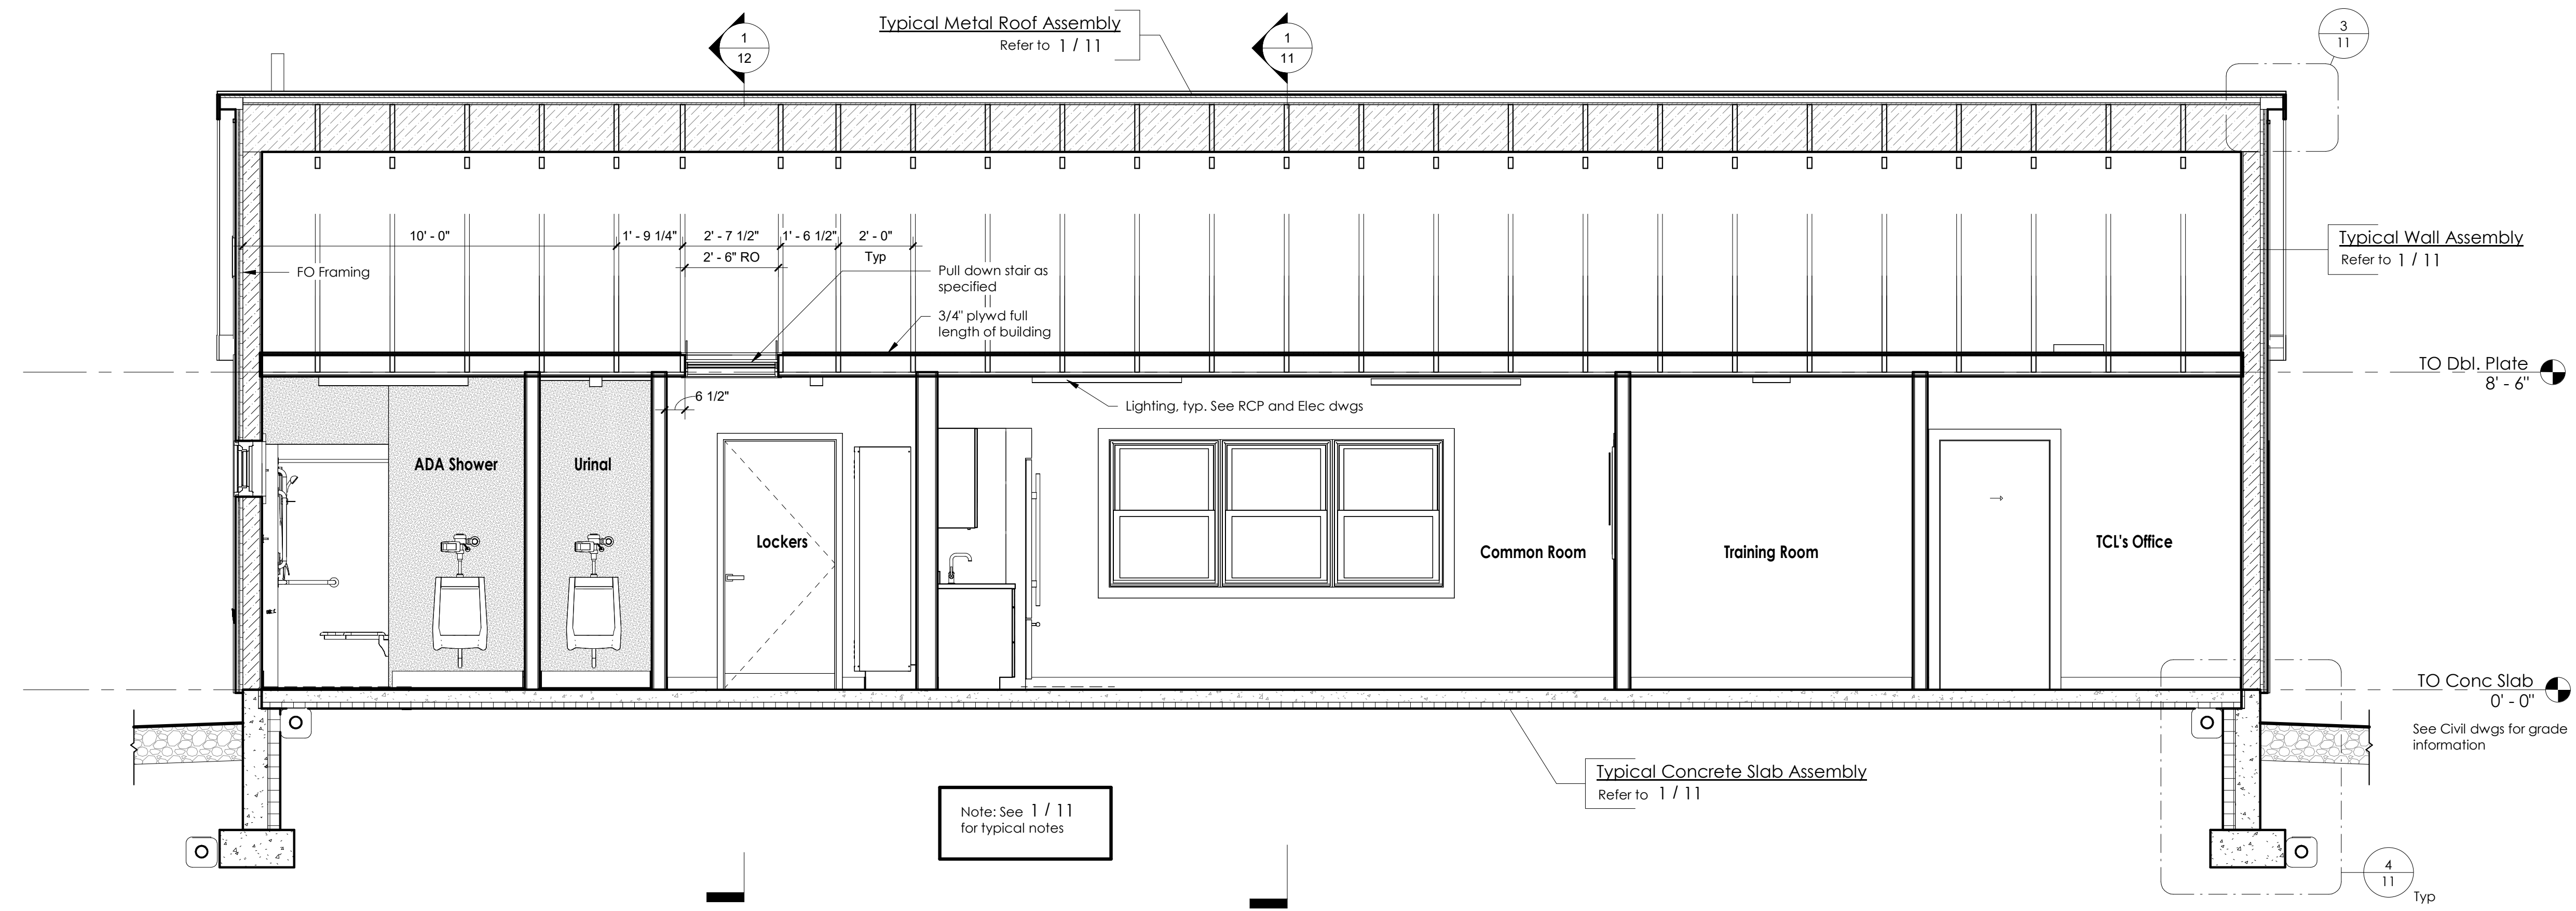 Typical Metal Roof Assembly
Refer to 1 / 11
1
12
1
11
3
11
10' - 0"
1' - 9 1/4"
2' - 7 1/2"
1' - 6 1/2"
2' - 0"
2' - 6" RO
Typ
FO Framing
Pull down stair as
specified
3/4" plywd full
length of building
Typical Wall Assembly
Refer to 1 / 11
TO Dbl. Plate
8' - 6"
6 1/2"
Lighting, typ. See RCP and Elec dwgs
ADA Shower
Urinal
Lockers
Common Room
Training Room
TCL's Office
TO Conc Slab
0' - 0"
See Civil dwgs for grade
information
Typical Concrete Slab Assembly
Refer to 1 / 11
Note: See 1 / 11
for typical notes
4
11
Typ